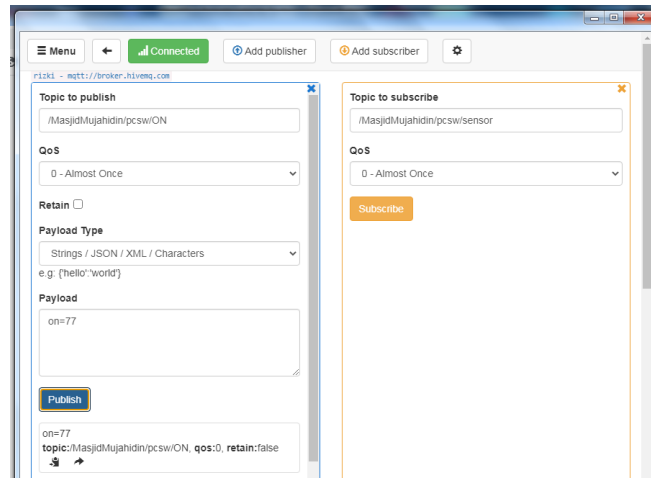 Menu
Connected
Add publisher
Add subscriber
rizki - mqtt://broker.hivemq.com
Topic to publish
/MasjidMujahidin/pcsw/ON
QoS
0 - Almost Once
Retain
Payload Type
Strings / JSON / XML / Characters
e.g: {'hello':'world'}
Payload
on=77
Publish
on=77
topic:/MasjidMujahidin/pcsw/ON, qos:0, retain:false
Topic to subscribe
/MasjidMujahidin/pcsw/sensor
QoS
0 - Almost Once
Subscribe